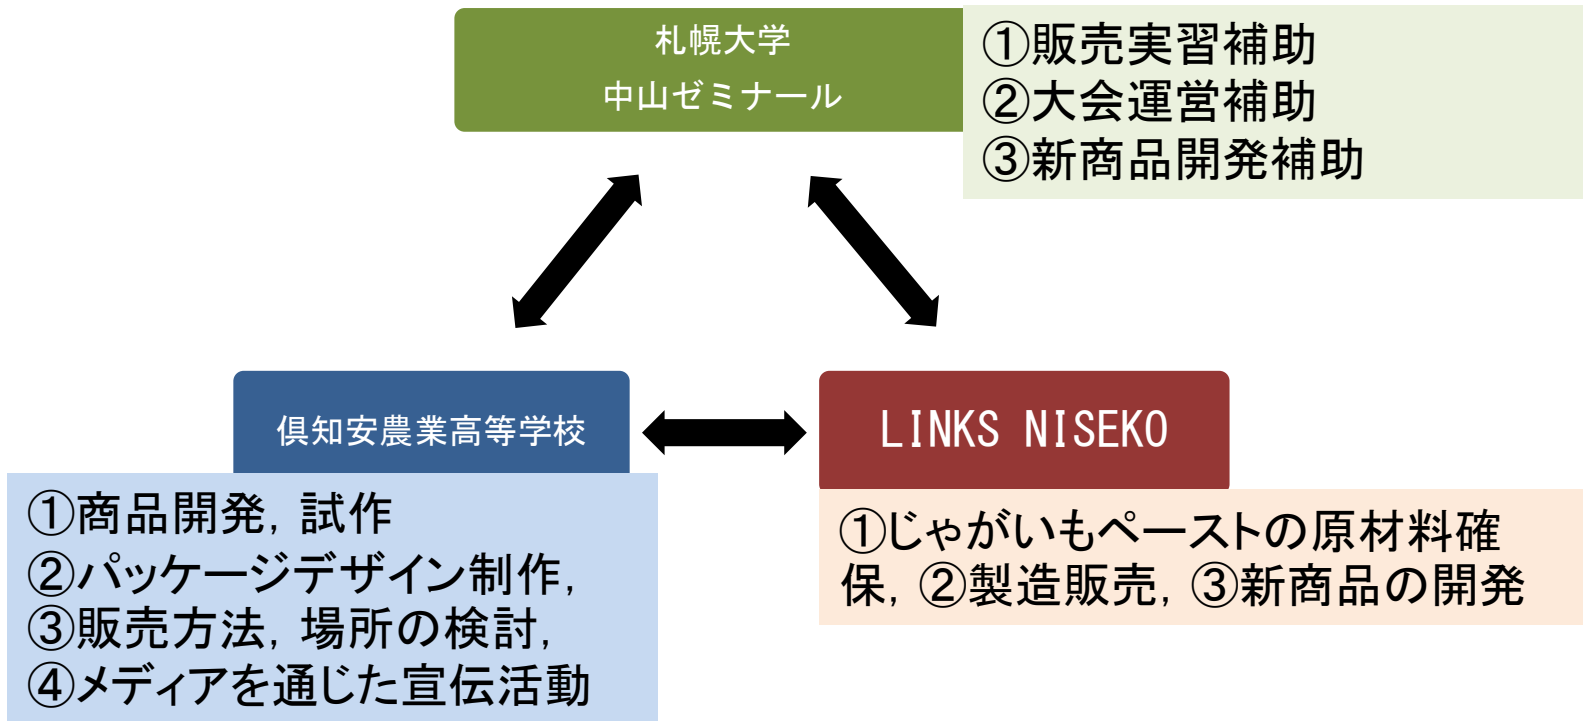 札幌大学
中山ゼミナール
①販売実習補助
②大会運営補助
③新商品開発補助
倶知安農業高等学校
①商品開発, 試作
②パッケージデザイン制作,
③販売方法, 場所の検討,
④メディアを通じた宣伝活動
LINKS NISEKO
①じゃがいもペーストの原材料確
保, ②製造販売, ③新商品の開発